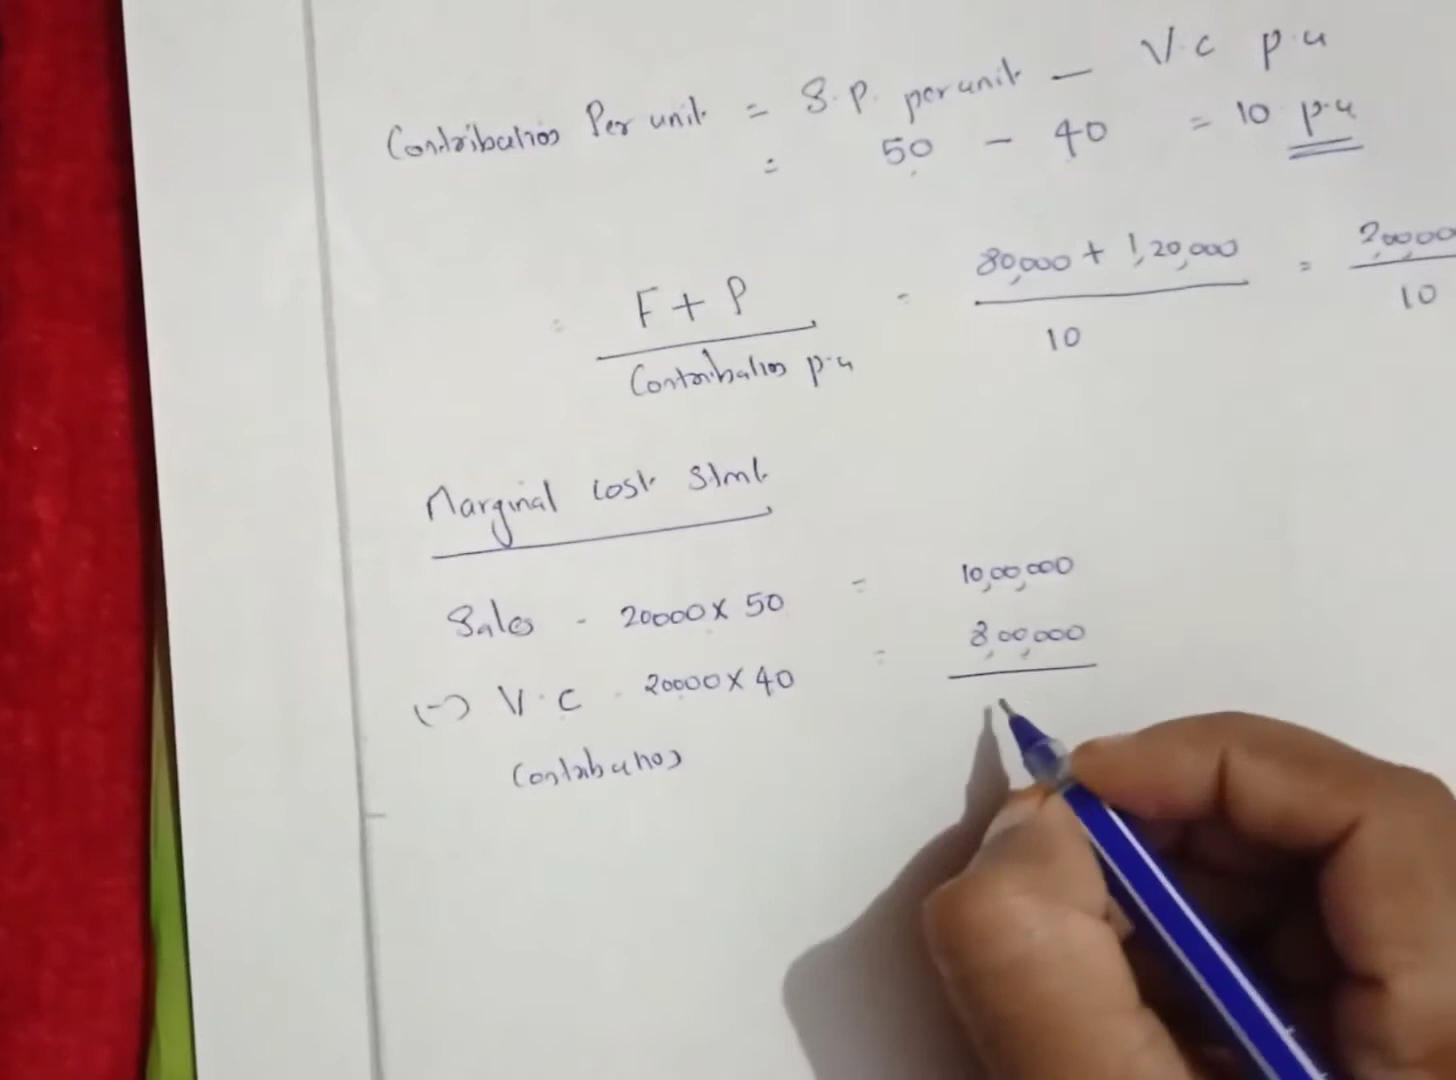 Contribution Per unit = S.P. per unit - V.C p.u
= 50 - 40 = 10 p.u
= F + P / Contribution p.u = 80,000 + 1,20,000 / 10 = 2,00,000 / 10
Marginal Cost Stmt
Sales - 20000 X 50 = 10,00,000
(-) V.C - 20000 X 40 = 8,00,000
Contribution